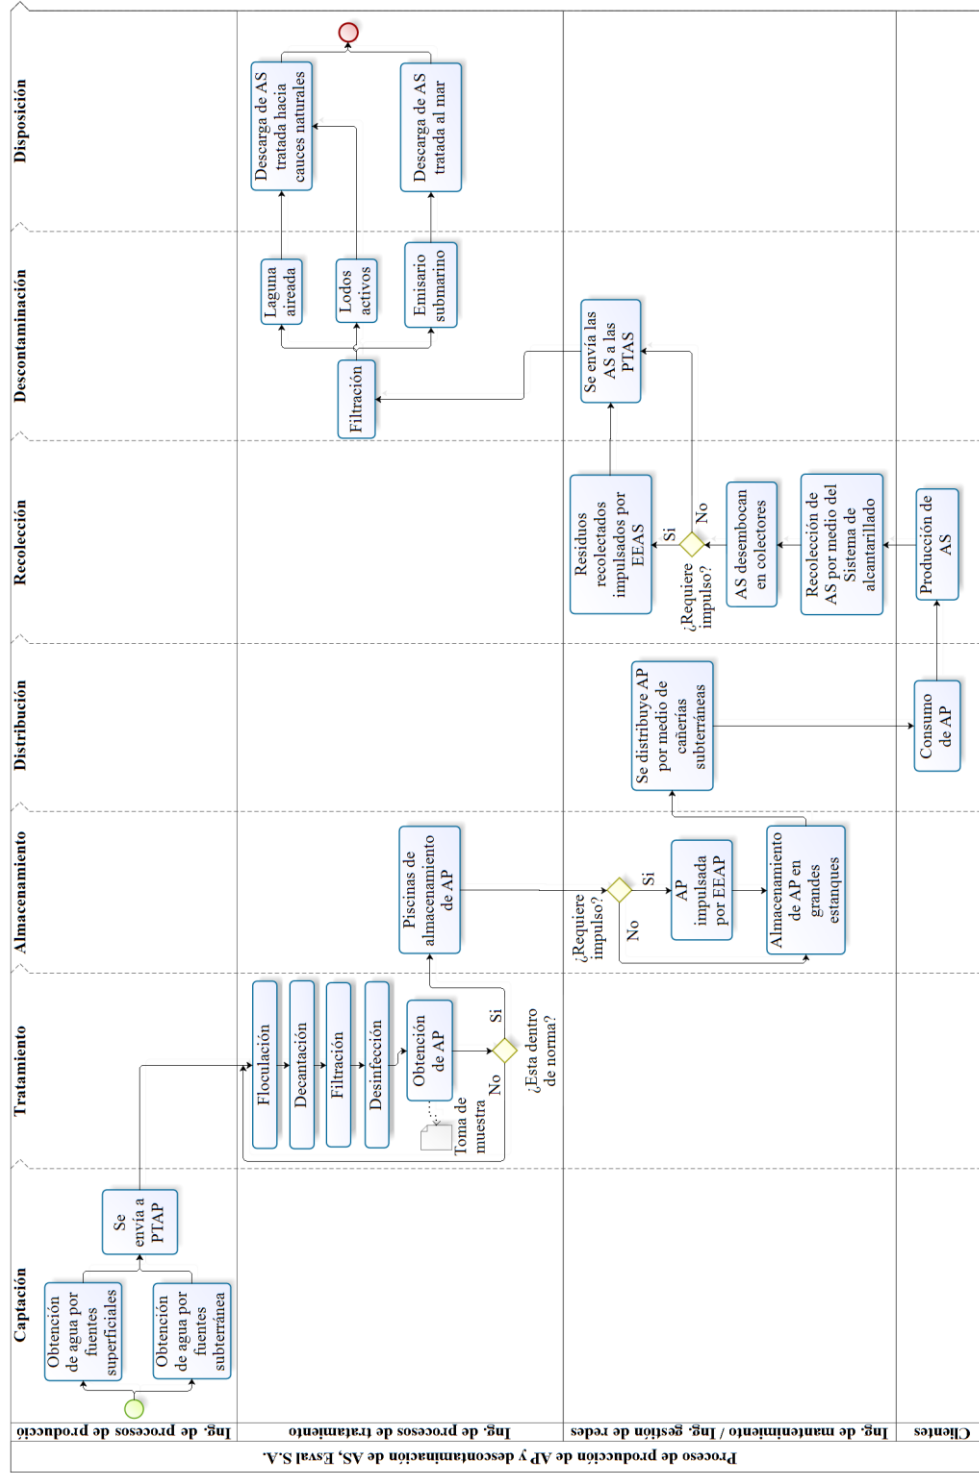 Proceso de producción de AP y descontaminación de AS, Esval S.A.
Captación
Tratamiento
Almacenamiento
Distribución
Recolección
Descontaminación
Disposición
Ing. de procesos de producció
Obtención
de agua por
fuentes
superficiales
Obtención
de agua por
fuentes
subterránea
Se
envía a
PTAP
Ing. de procesos de tratamiento
Floculación
Decantación
Filtración
Desinfección
Obtención
de AP
Toma de
muestra
No
Si
¿Esta dentro
de norma?
Piscinas de
almacenamiento
de AP
Filtración
Laguna
aireada
Lodos
activos
Emisario
submarino
Descarga de AS
tratada hacia
cauces naturales
Descarga de AS
tratada al mar
Ing. de mantenimiento / Ing. gestión de redes
¿Requiere
impulso?
No
Si
AP
impulsada
por EEAP
Almacenamiento
de AP en
grandes
estanques
Se distribuye AP
por medio de
cañerías
subterráneas
Residuos
recolectados
impulsados por
EEAS
¿Requiere
impulso?
Si
No
AS desembocan
en colectores
Recolección de
AS por medio del
Sistema de
alcantarillado
Se envía las
AS a las
PTAS
Clientes
Consumo
de AP
Producción de
AS